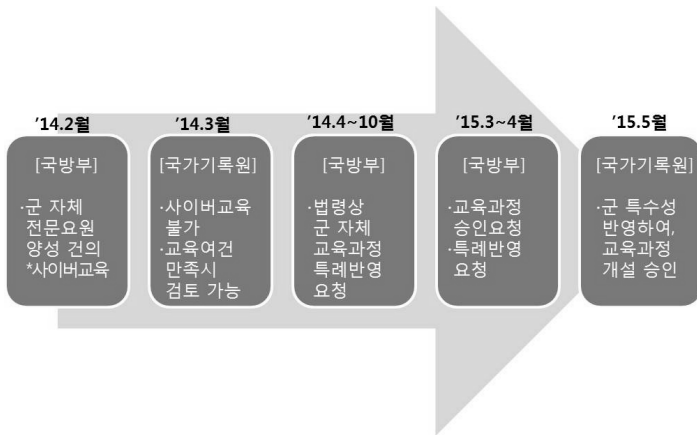 '14.2월
[국방부]
·군 자체
전문요원
양성 건의
*사이버교육
'14.3월
[국가기록원]
·사이버교육
불가
·교육여건
만족시
검토 가능
'14.4~10월
[국방부]
·법령상
군 자체
교육과정
특례반영
요청
'15.3~4월
[국방부]
·교육과정
승인요청
·특례반영
요청
'15.5월
[국가기록원]
·군 특수성
반영하여,
교육과정
개설 승인